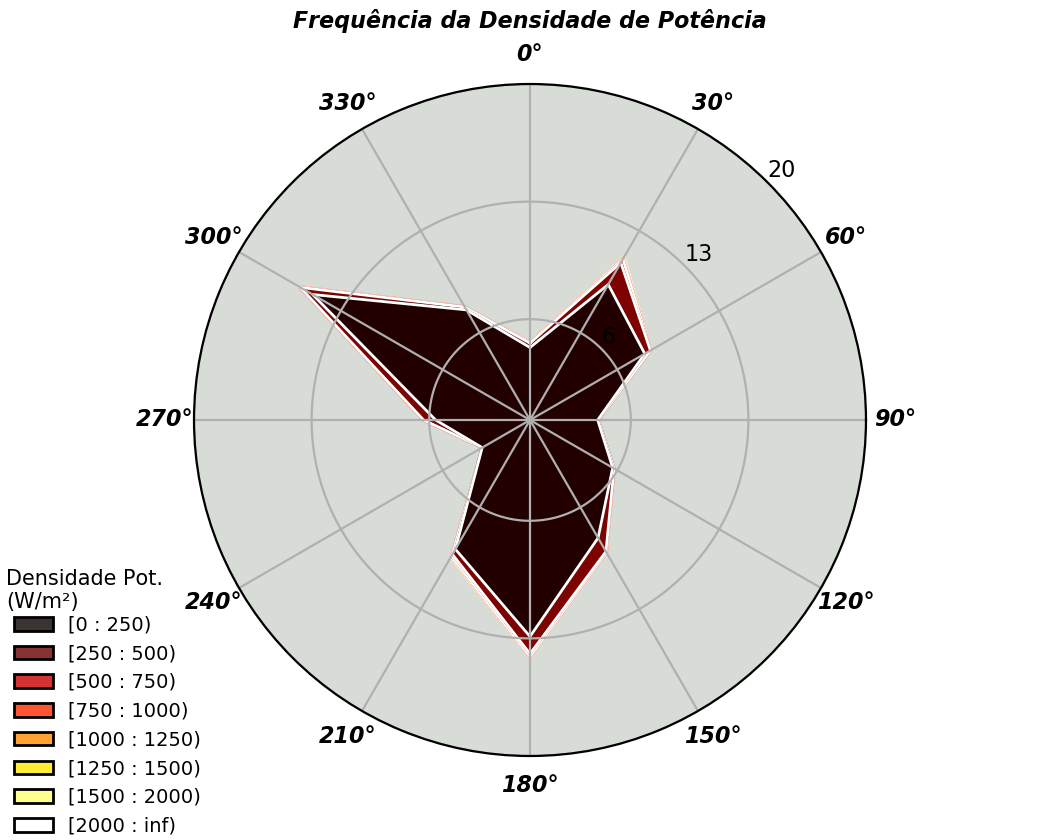 Frequência da Densidade de Potência
0°
330°
30°
20
300°
60°
13
6
270°
90°
240°
120°
210°
150°
180°
Densidade Pot.
(W/m²)
[0 : 250)
[250 : 500)
[500 : 750)
[750 : 1000)
[1000 : 1250)
[1250 : 1500)
[1500 : 2000)
[2000 : inf)